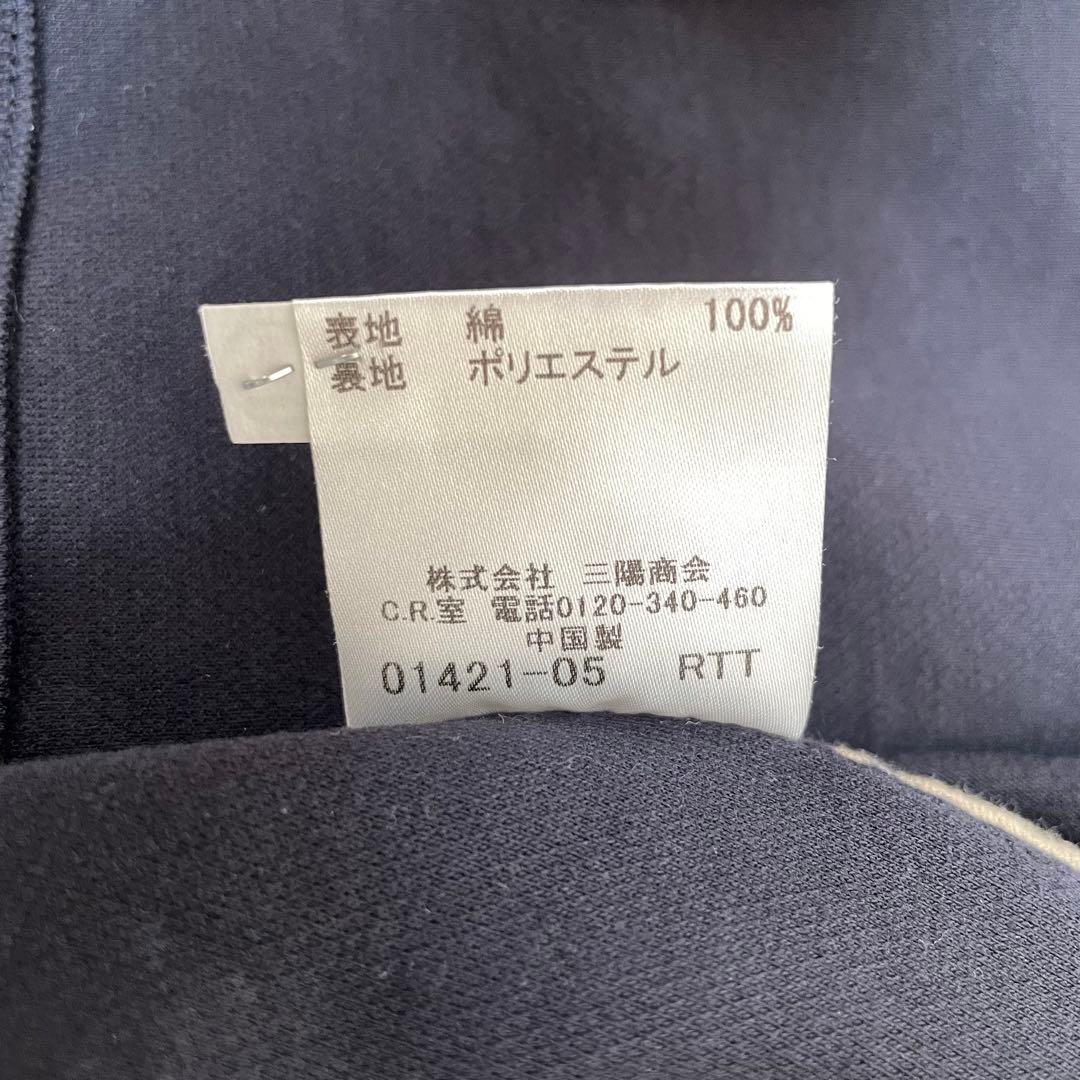 表地 綿 100%
裏地 ポリエステル
株式会社 三陽商会
C.R.室 電話0120-340-460
中国製
01421-05 RTT